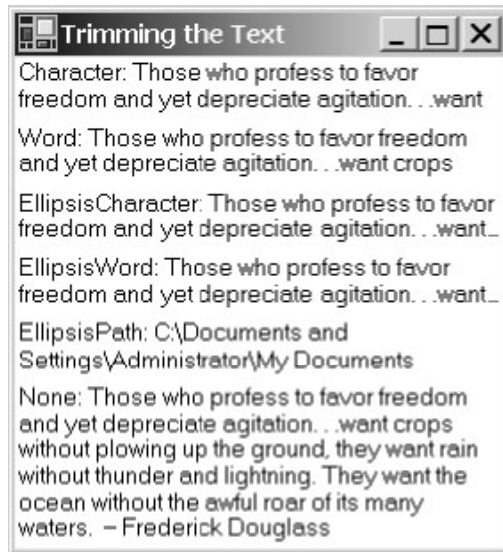 Trimming the Text
Character: Those who profess to favor
freedom and yet depreciate agitation. . .want
Word: Those who profess to favor freedom
and yet depreciate agitation. . .want crops
EllipsisCharacter: Those who profess to favor
freedom and yet depreciate agitation. . .want...
EllipsisWord: Those who profess to favor
freedom and yet depreciate agitation. . .want...
EllipsisPath: C:\Documents and
Settings\Administrator\My Documents
None: Those who profess to favor freedom
and yet depreciate agitation. . .want crops
without plowing up the ground, they want rain
without thunder and lightning. They want the
ocean without the awful roar of its many
waters. – Frederick Douglass